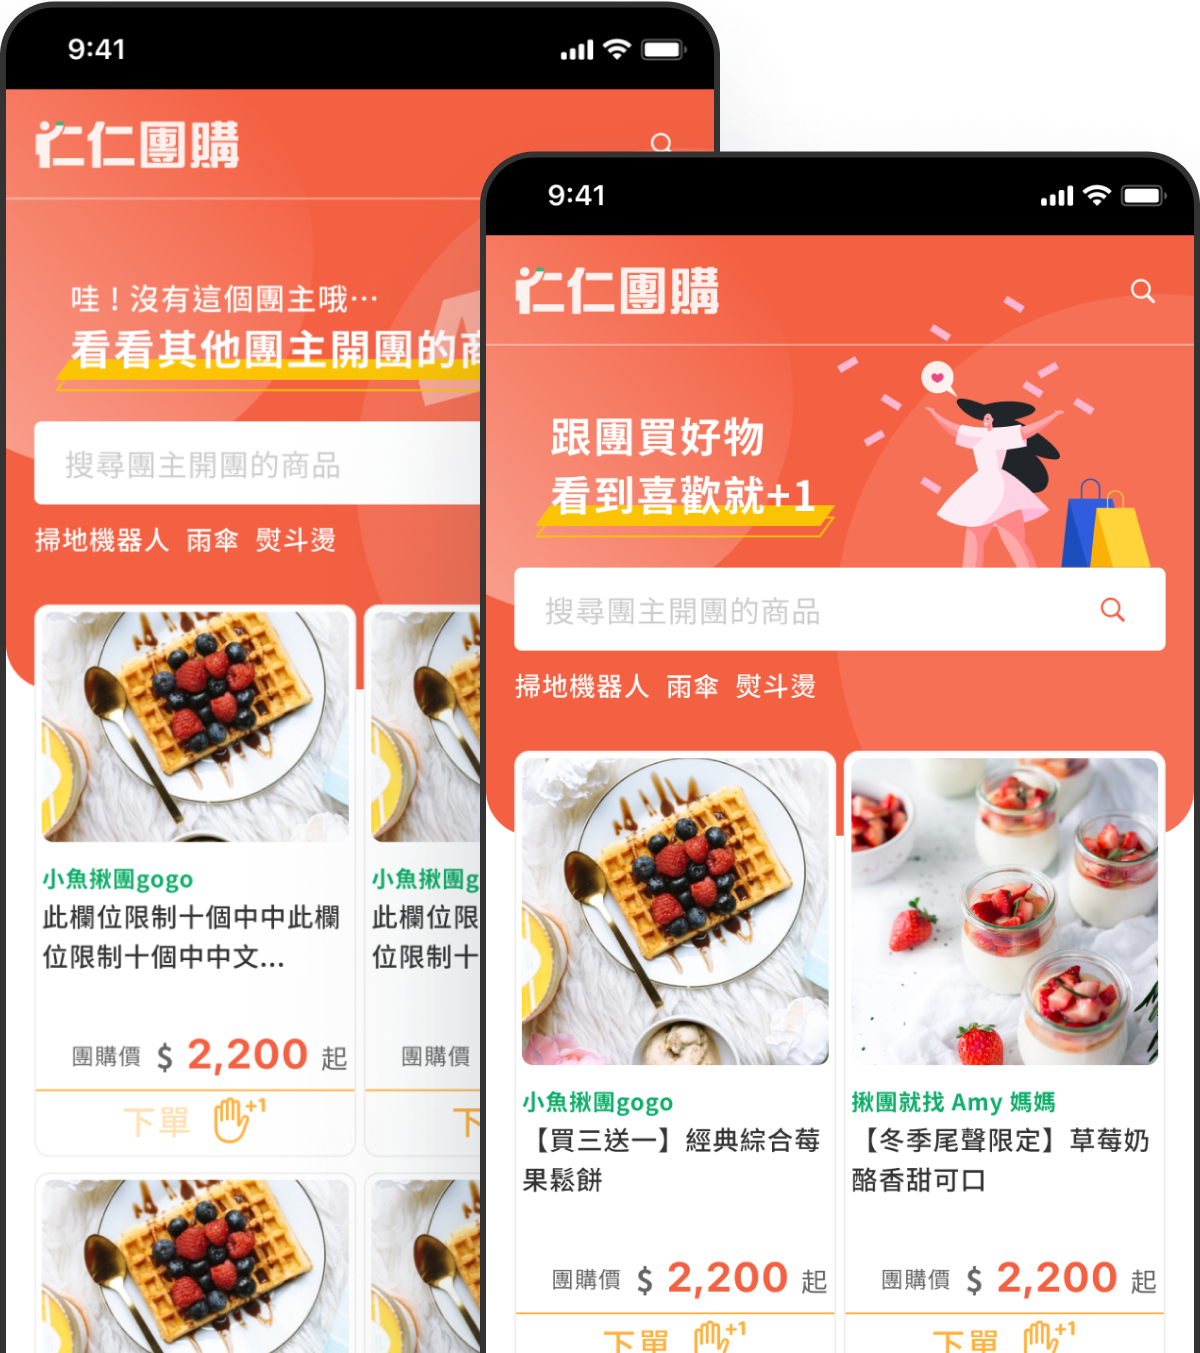 9:41
仁仁團購
哇！沒有這個團主哦⋯
看看其他團主開團的商
搜尋團主開團的商品
掃地機器人 雨傘 熨斗燙
小魚揪團gogo
此欄位限制十個中中此欄
位限制十個中中文...
團購價 $ 2,200 起
下單 +1
小魚揪團g
此欄位限
位限制十
團購價
下
9:41
仁仁團購
跟團買好物
看到喜歡就+1
搜尋團主開團的商品
掃地機器人 雨傘 熨斗燙
小魚揪團gogo
【買三送一】經典綜合莓
果鬆餅
團購價 $ 2,200 起
下單 +1
揪團就找 Amy 媽媽
【冬季尾聲限定】草莓奶
酪香甜可口
團購價 $ 2,200 起
下單 +1